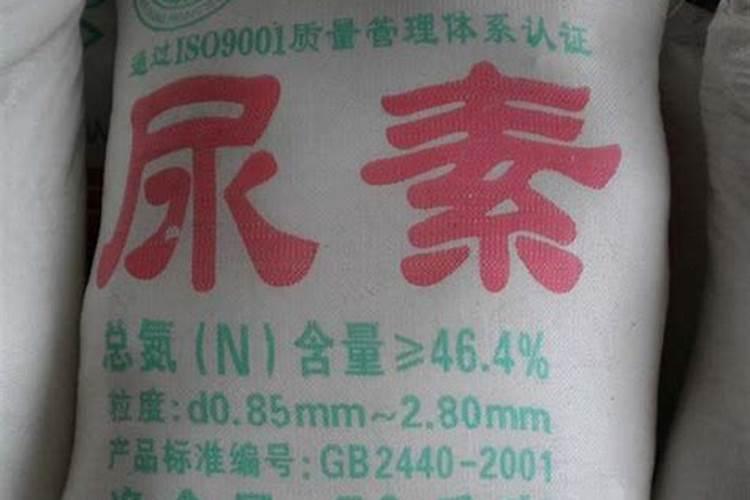 通过ISO9001质量管理体系认证
尿素
总氮(N)含量≥46.4%
粒度:d0.85mm~2.80mm
产品标准编号:GB2440-2001